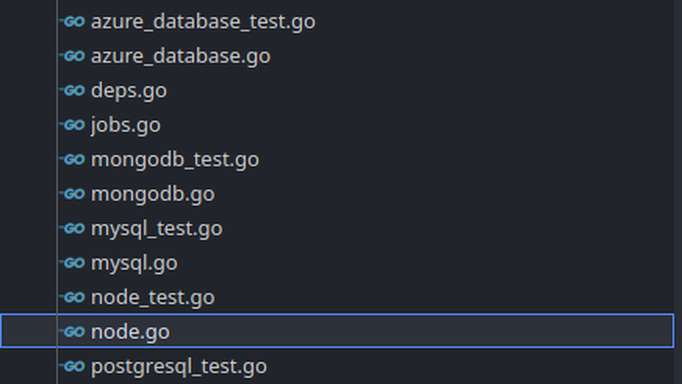 GO azure_database_test.go
GO azure_database.go
GO deps.go
GO jobs.go
GO mongodb_test.go
GO mongodb.go
GO mysql_test.go
GO mysql.go
GO node_test.go
GO node.go
GO postgresql_test.go